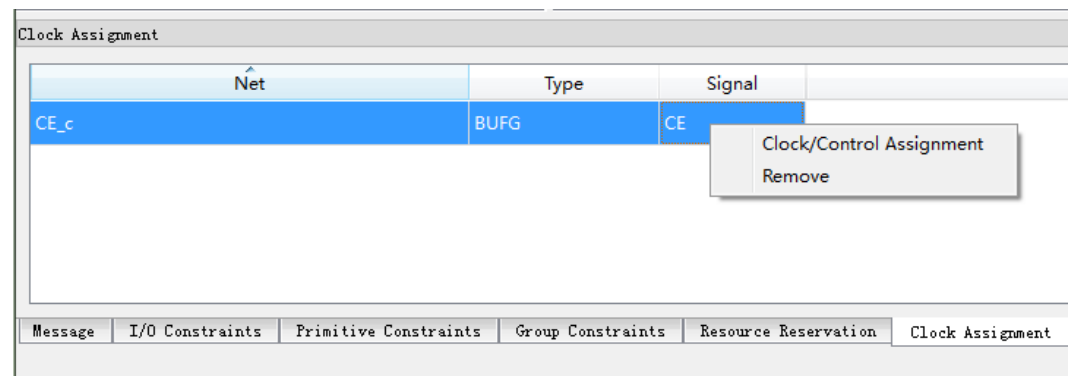 Clock Assignment
Net Type Signal
CE_c BUFG CE
Clock/Control Assignment
Remove
Message I/O Constraints Primitive Constraints Group Constraints Resource Reservation Clock Assignment